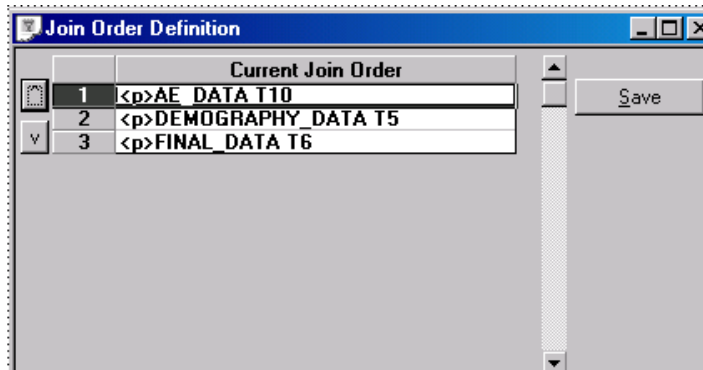 Join Order Definition
Current Join Order
1 <p>AE_DATA T10
Save
2 <p>DEMOGRAPHY_DATA T5
v 3 <p>FINAL_DATA T6